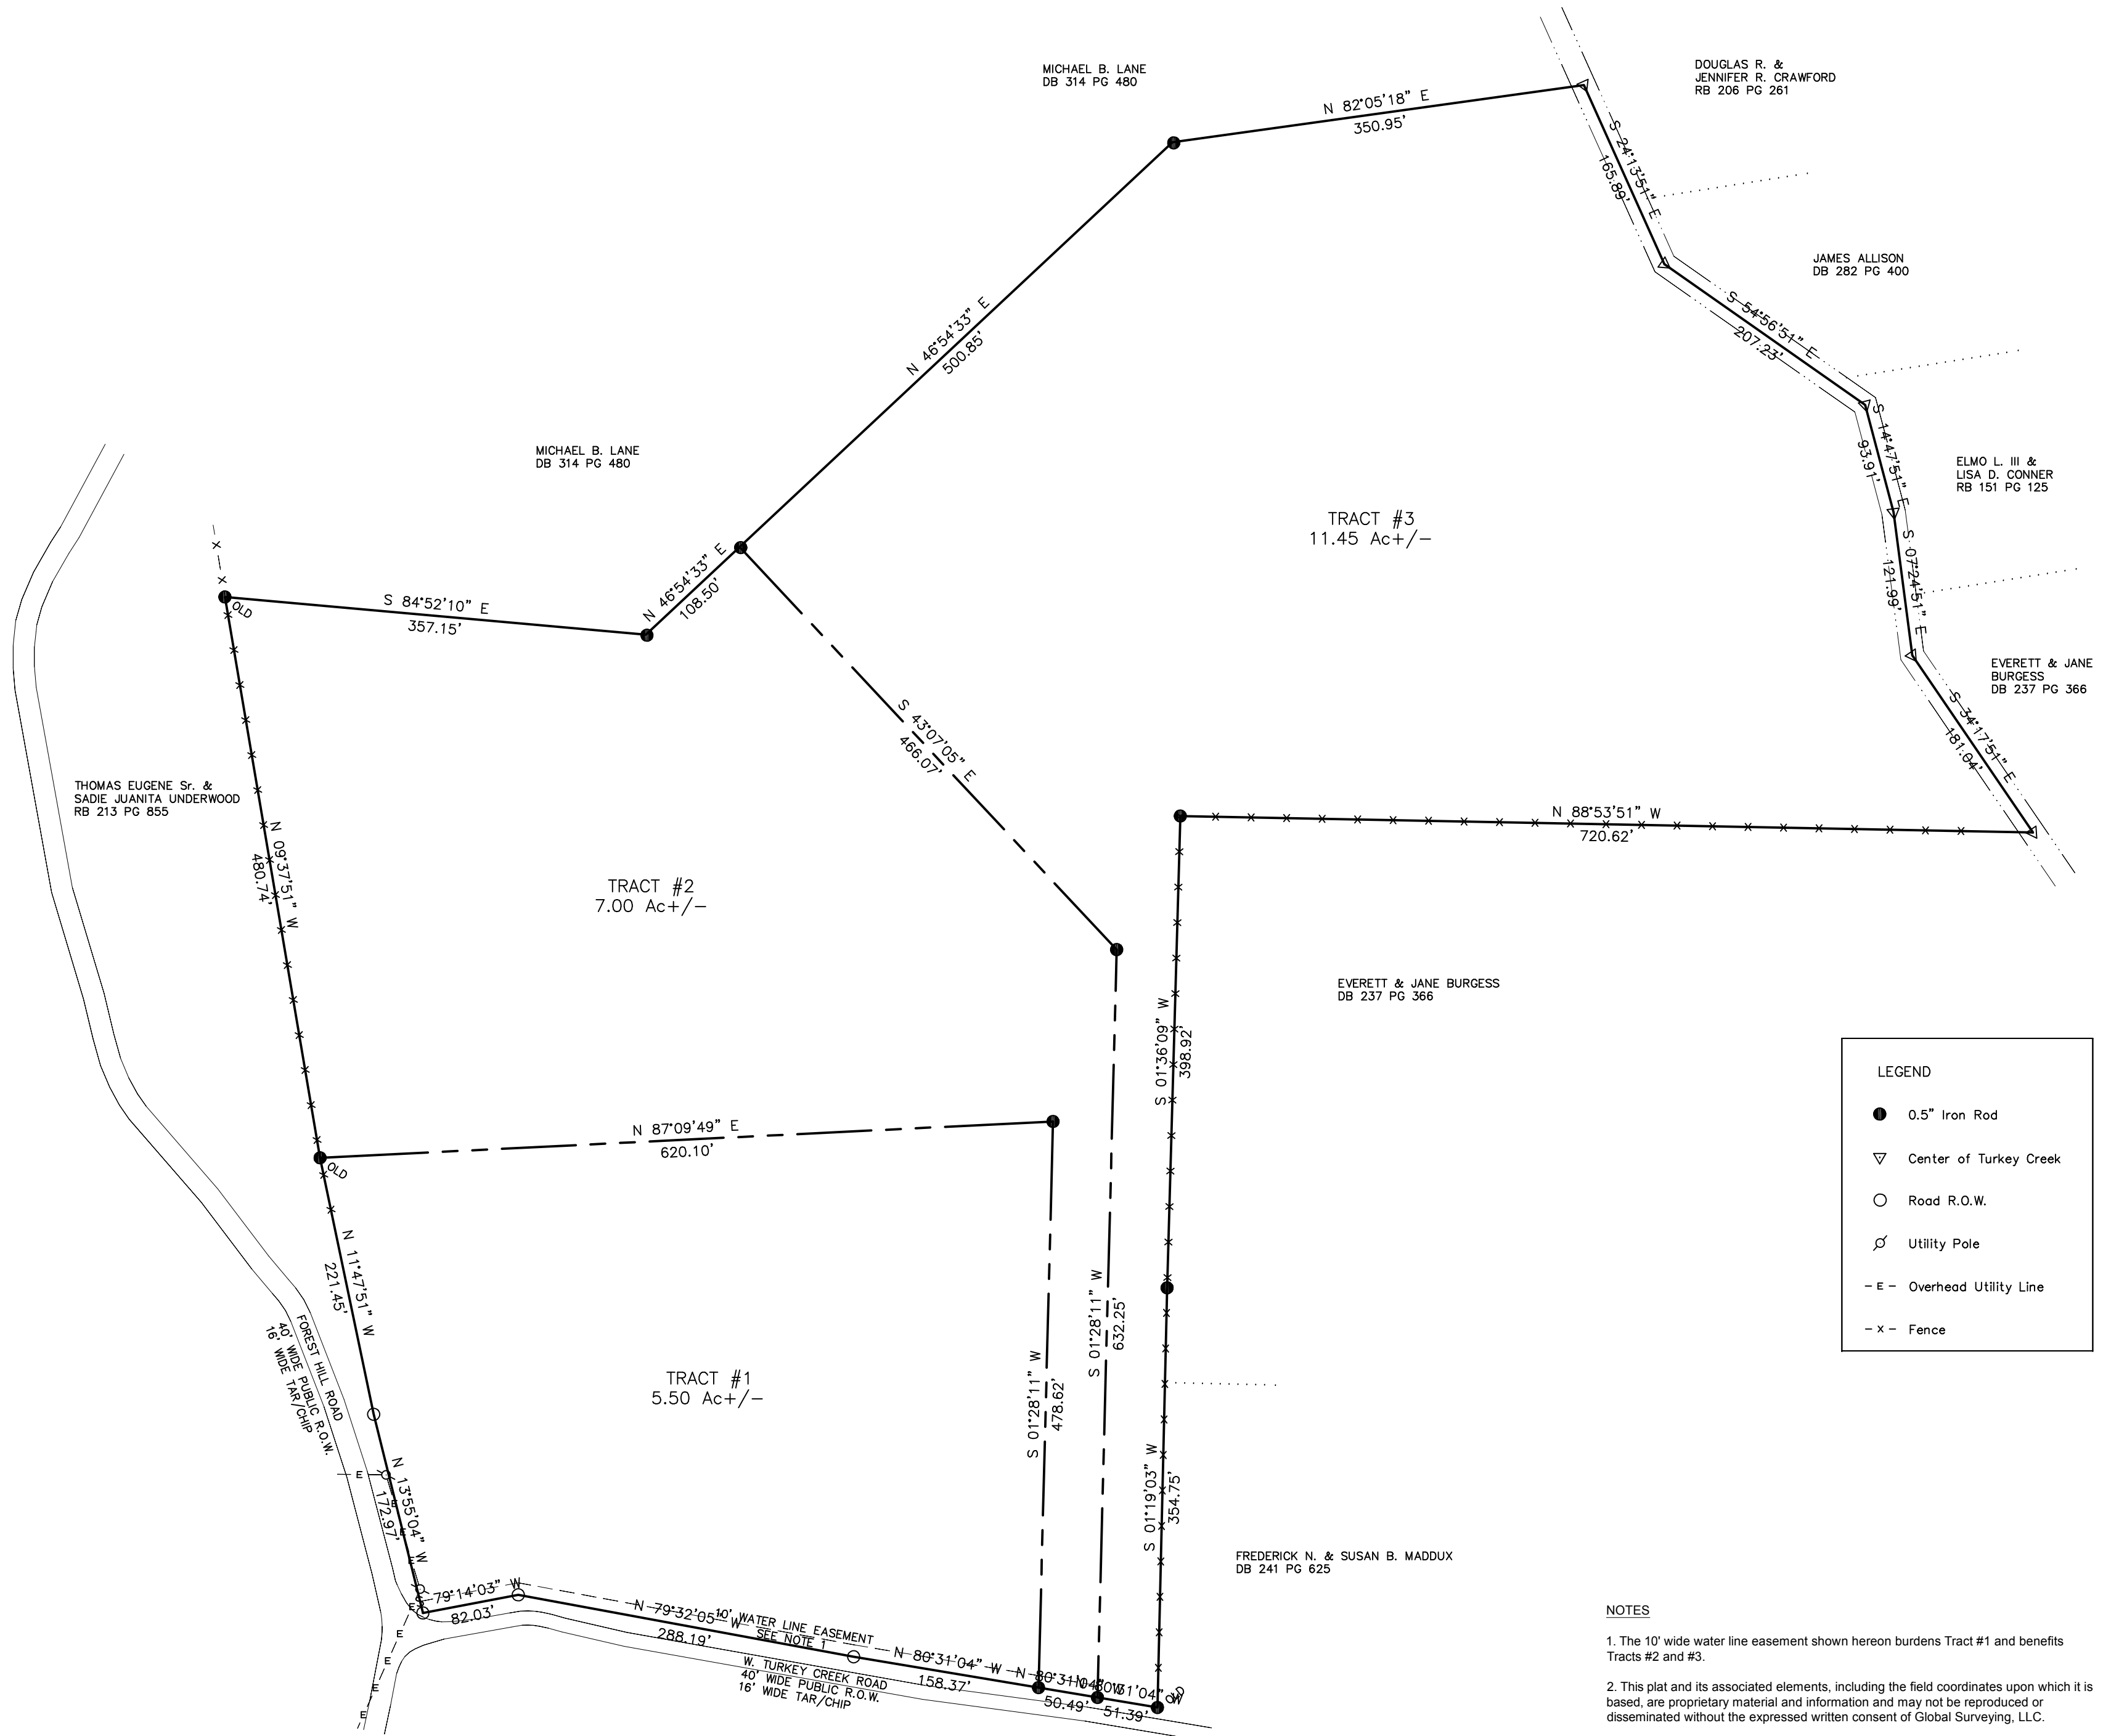 MICHAEL B. LANE
DB 314 PG 480
DOUGLAS R. &
JENNIFER R. CRAWFORD
RB 206 PG 261
N 82°05'18" E
350.95'
S 24°13'51" E
165.89'
JAMES ALLISON
DB 282 PG 400
S 54°56'51" E
207.23'
N 46°54'33" E
500.85'
MICHAEL B. LANE
DB 314 PG 480
S 14°47'51" E
93.91'
ELMO L. III &
LISA D. CONNER
RB 151 PG 125
TRACT #3
11.45 Ac+/-
S 07°24'51" E
121.99'
N 46°54'33" E
108.50'
OLD
S 84°52'10" E
357.15'
EVERETT & JANE
BURGESS
DB 237 PG 366
S 34°17'51" E
181.04'
S 43°07'05" E
466.07'
THOMAS EUGENE Sr. &
SADIE JUANITA UNDERWOOD
RB 213 PG 855
N 09°37'51" W
480.74'
N 88°53'51" W
720.62'
TRACT #2
7.00 Ac+/-
EVERETT & JANE BURGESS
DB 237 PG 366
S 01°36'09" W
398.92'
N 87°09'49" E
620.10'
OLD
N 11°47'51" W
221.45'
S 01°28'11" W
632.25'
FOREST HILL ROAD
40' WIDE PUBLIC R.O.W.
16' WIDE TAR/CHIP
TRACT #1
5.50 Ac+/-
S 01°28'11" W
478.62'
S 01°19'03" W
354.75'
N 13°55'04" W
172.97'
E
E
E
E
E
E
E
E
E
FREDERICK N. & SUSAN B. MADDUX
DB 241 PG 625
S 79°14'03" W
82.03'
N 79°32'05" W
288.19'
10' WATER LINE EASEMENT
SEE NOTE 1
N 80°31'04" W
158.37'
N 80°31'04" W
50.49'
N 80°31'04" W
51.39'
OLD
W. TURKEY CREEK ROAD
40' WIDE PUBLIC R.O.W.
16' WIDE TAR/CHIP
LEGEND
0.5" Iron Rod
Center of Turkey Creek
Road R.O.W.
Utility Pole
-E- Overhead Utility Line
-x- Fence
NOTES
1. The 10' wide water line easement shown hereon burdens Tract #1 and benefits
Tracts #2 and #3.
2. This plat and its associated elements, including the field coordinates upon which it is
based, are proprietary material and information and may not be reproduced or
disseminated without the expressed written consent of Global Surveying, LLC.